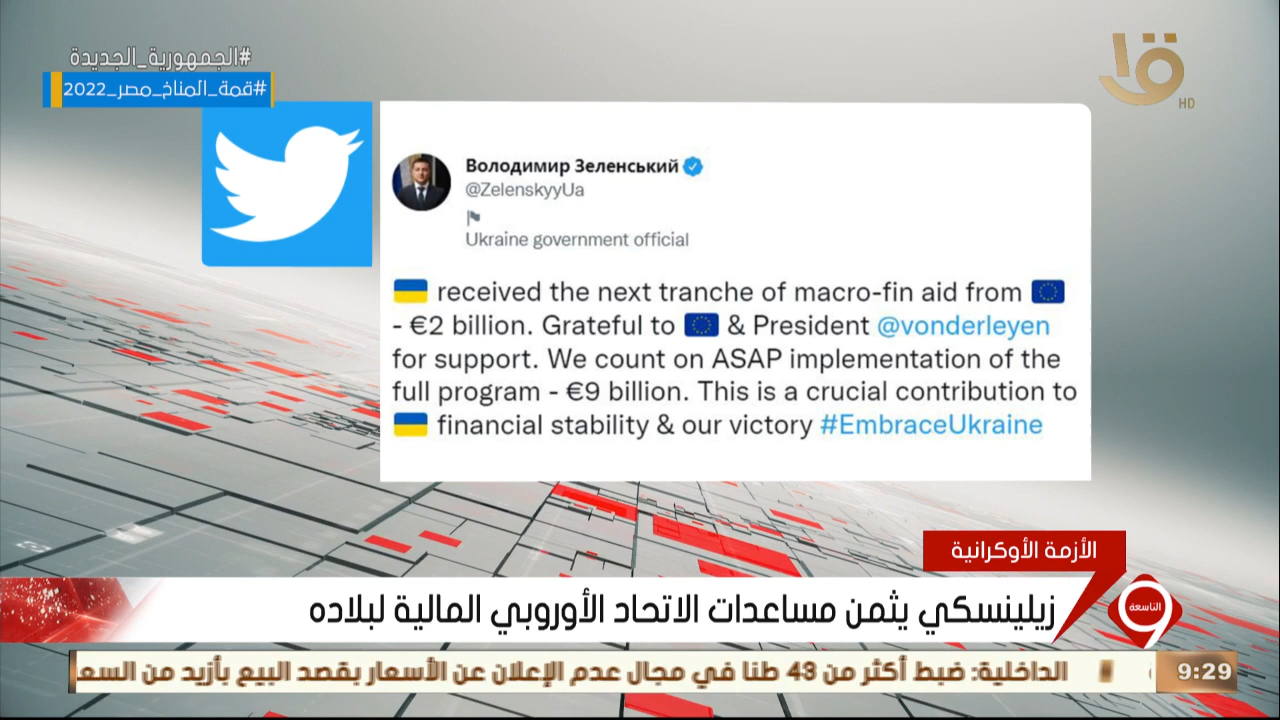 #الجمهورية_الجديدة
#قمة_المناخ_مصر_2022
HD
Володимир Зеленський
@ZelenskyyUa
Ukraine government official
🇺🇦 received the next tranche of macro-fin aid from 🇪🇺
- €2 billion. Grateful to 🇪🇺 & President @vonderleyen
for support. We count on ASAP implementation of the
full program - €9 billion. This is a crucial contribution to
🇺🇦 financial stability & our victory #EmbraceUkraine
الأزمة الأوكرانية
زيلينسكي يثمن مساعدات الاتحاد الأوروبي المالية لبلاده
التاسعة
9:29
الداخلية: ضبط أكثر من 43 طنا في مجال عدم الإعلان عن الأسعار بقصد البيع بأزيد من